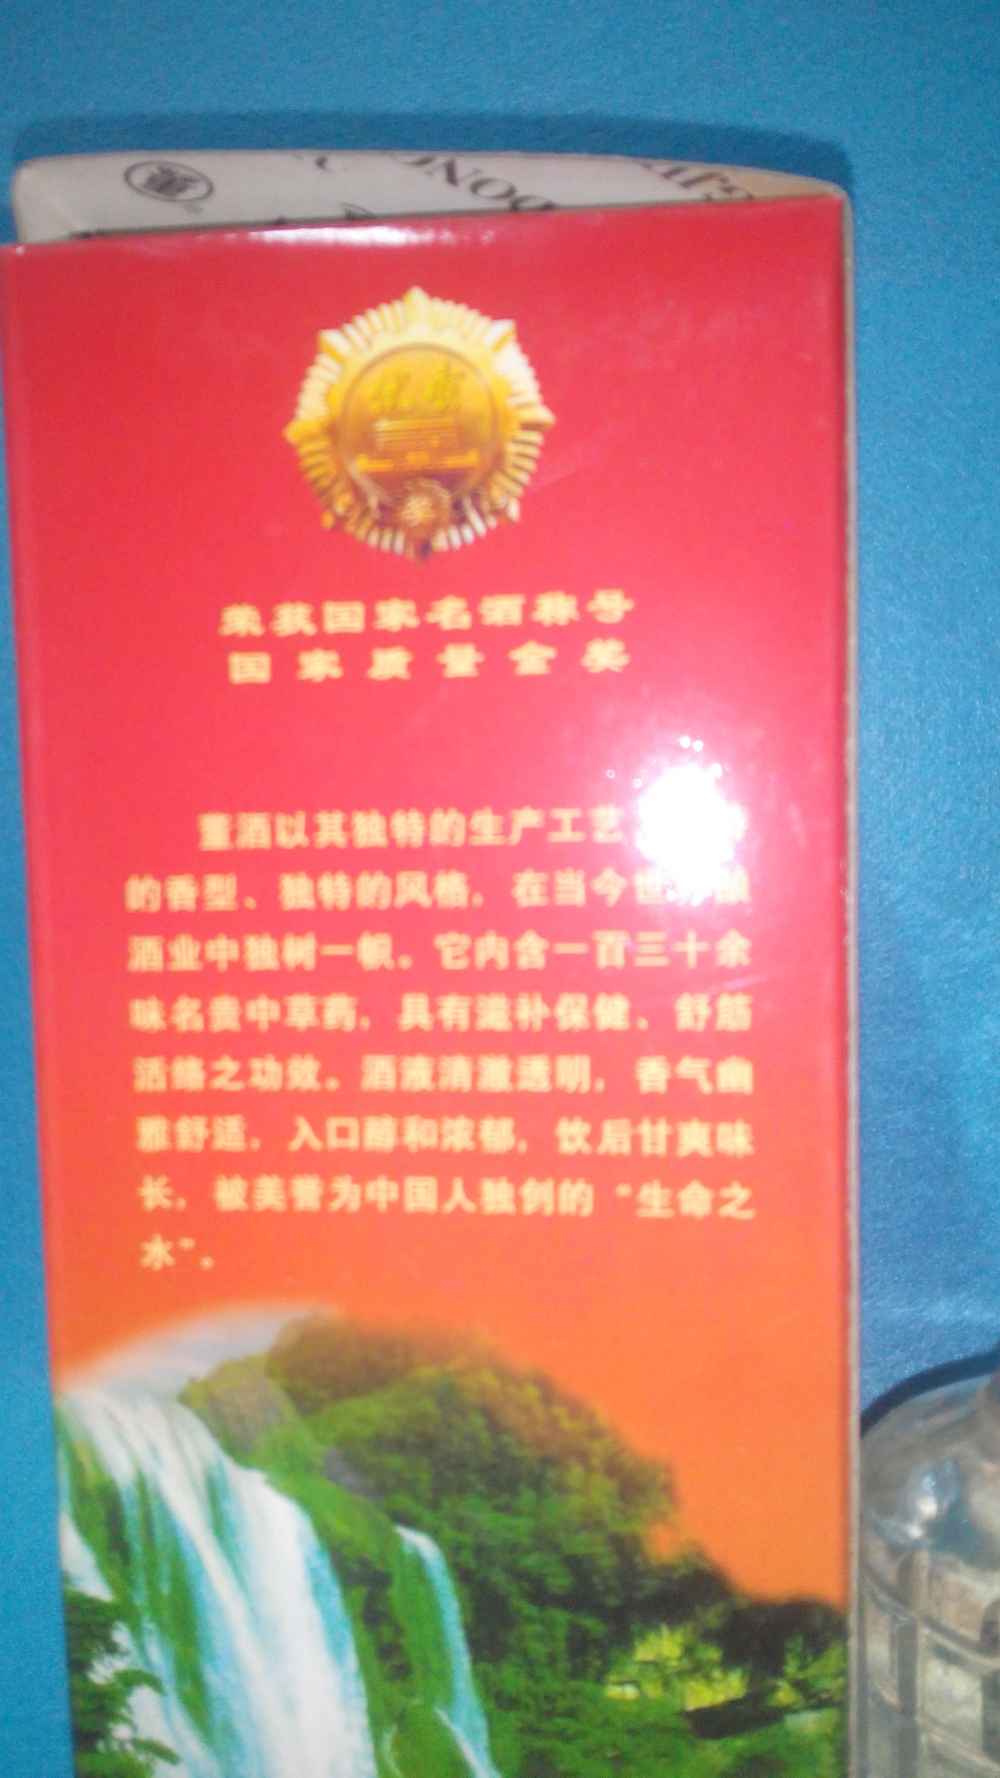 DONG
JIU
荣获国家名酒称号
国家质量金奖
董酒以其独特的生产工艺
的香型、独特的风格，在当今世
酒业中独树一帜。它内含一百三十余
味名贵中草药，具有滋补保健、舒筋
活络之功效。酒液清澈透明，香气幽
雅舒适，入口醇和浓郁，饮后甘爽味
长，被美誉为中国人独创的“生命之
水”。